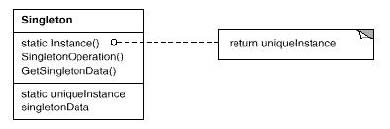 Singleton
static Instance()
return uniqueInstance
SingletonOperation()
GetSingletonData()
static uniqueInstance
singletonData